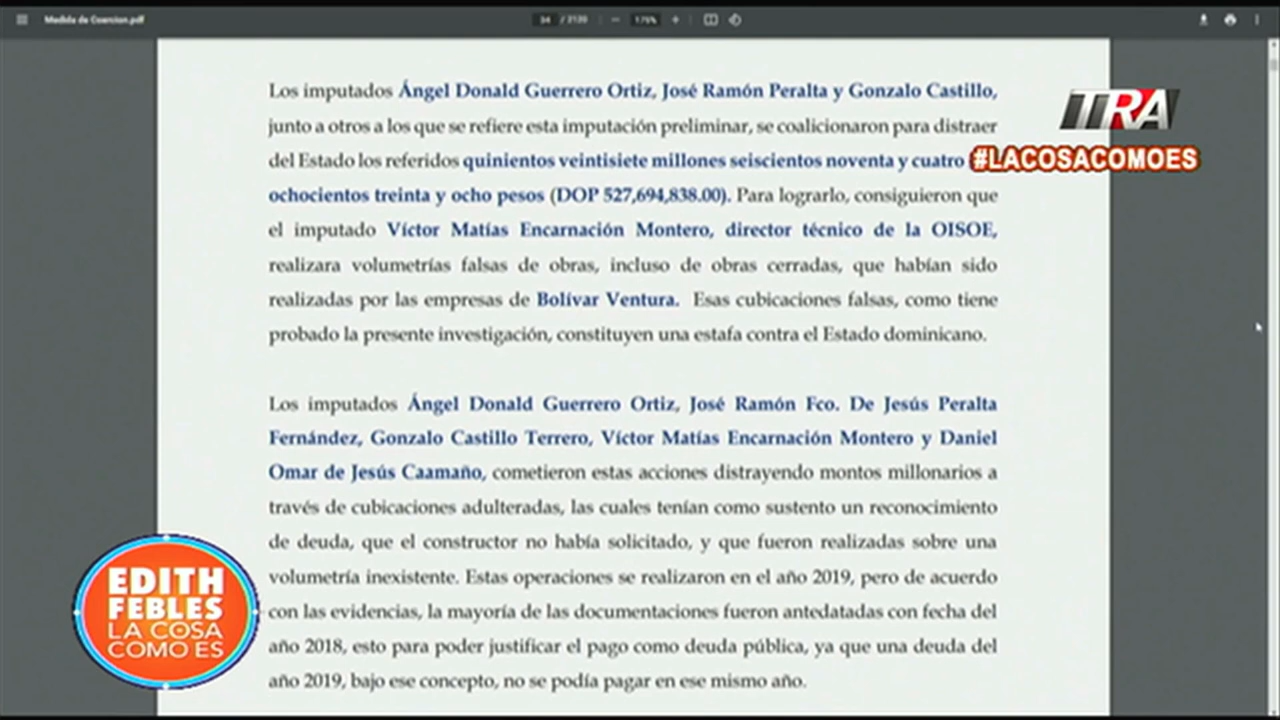 Medida de Coercion.pdf
34 / 2120
175%
Los imputados Ángel Donald Guerrero Ortiz, José Ramón Peralta y Gonzalo Castillo,
junto a otros a los que se refiere esta imputación preliminar, se coalicionaron para distraer
del Estado los referidos quinientos veintisiete millones seiscientos noventa y cuatro
ochocientos treinta y ocho pesos (DOP 527,694,838.00). Para lograrlo, consiguieron que
el imputado Víctor Matías Encarnación Montero, director técnico de la OISOE,
realizara volumetrías falsas de obras, incluso de obras cerradas, que habían sido
realizadas por las empresas de Bolívar Ventura. Esas cubicaciones falsas, como tiene
probado la presente investigación, constituyen una estafa contra el Estado dominicano.
Los imputados Ángel Donald Guerrero Ortiz, José Ramón Fco. De Jesús Peralta
Fernández, Gonzalo Castillo Terrero, Víctor Matías Encarnación Montero y Daniel
Omar de Jesús Caamaño, cometieron estas acciones distrayendo montos millonarios a
través de cubicaciones adulteradas, las cuales tenían como sustento un reconocimiento
de deuda, que el constructor no había solicitado, y que fueron realizadas sobre una
volumetría inexistente. Estas operaciones se realizaron en el año 2019, pero de acuerdo
con las evidencias, la mayoría de las documentaciones fueron antedatadas con fecha del
año 2018, esto para poder justificar el pago como deuda pública, ya que una deuda del
año 2019, bajo ese concepto, no se podía pagar en ese mismo año.
TRA
#LACOSACOMOES
EDITH
FEBLES
LA COSA
COMO ES